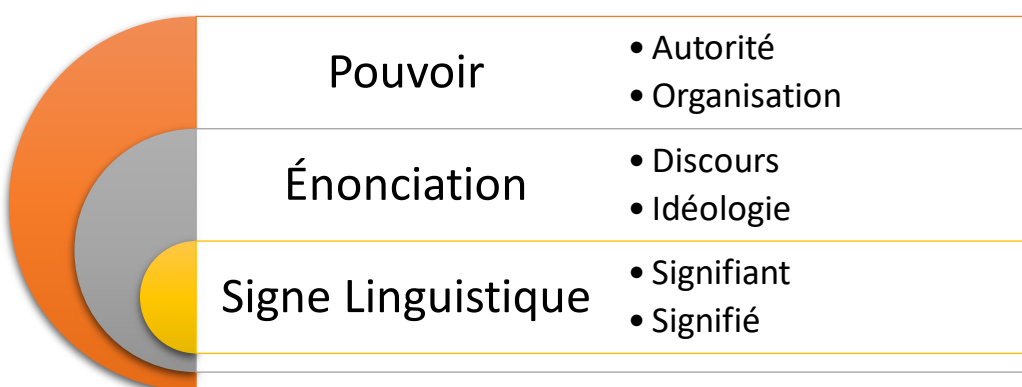 Pouvoir
• Autorité
• Organisation
Énonciation
• Discours
• Idéologie
Signe Linguistique
• Signifiant
• Signifié